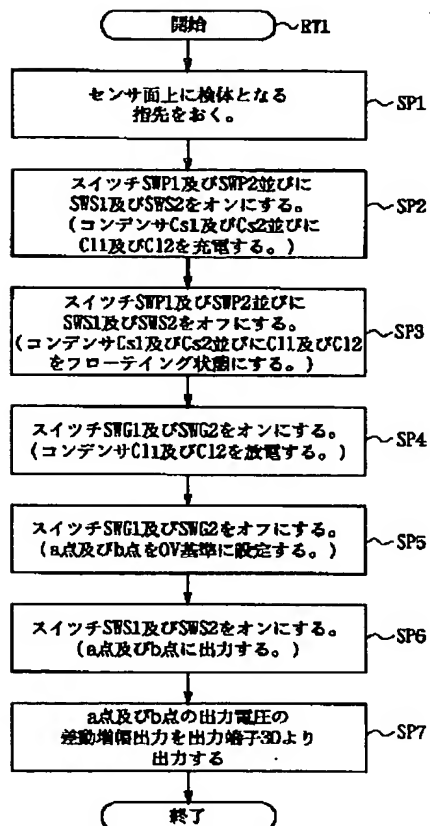 開始
RT1
センサ面上に検体となる
指先をおく。
SP1
スイッチSWP1及びSWP2並びに
SWS1及びSWS2をオンにする。
(コンデンサCs1及びCs2並びに
Cl1及びCl2を充電する。)
SP2
スイッチSWP1及びSWP2並びに
SWS1及びSWS2をオフにする。
(コンデンサCs1及びCs2並びにCl1及びCl2
をフローテイング状態にする。)
SP3
スイッチSWG1及びSWG2をオンにする。
(コンデンサCl1及びCl2を放電する。)
SP4
スイッチSWG1及びSWG2をオフにする。
(a点及びb点を0V基準に設定する。)
SP5
スイッチSWS1及びSWS2をオンにする。
(a点及びb点に出力する。)
SP6
a点及びb点の出力電圧の
差動増幅出力を出力端子30より
出力する
SP7
終了